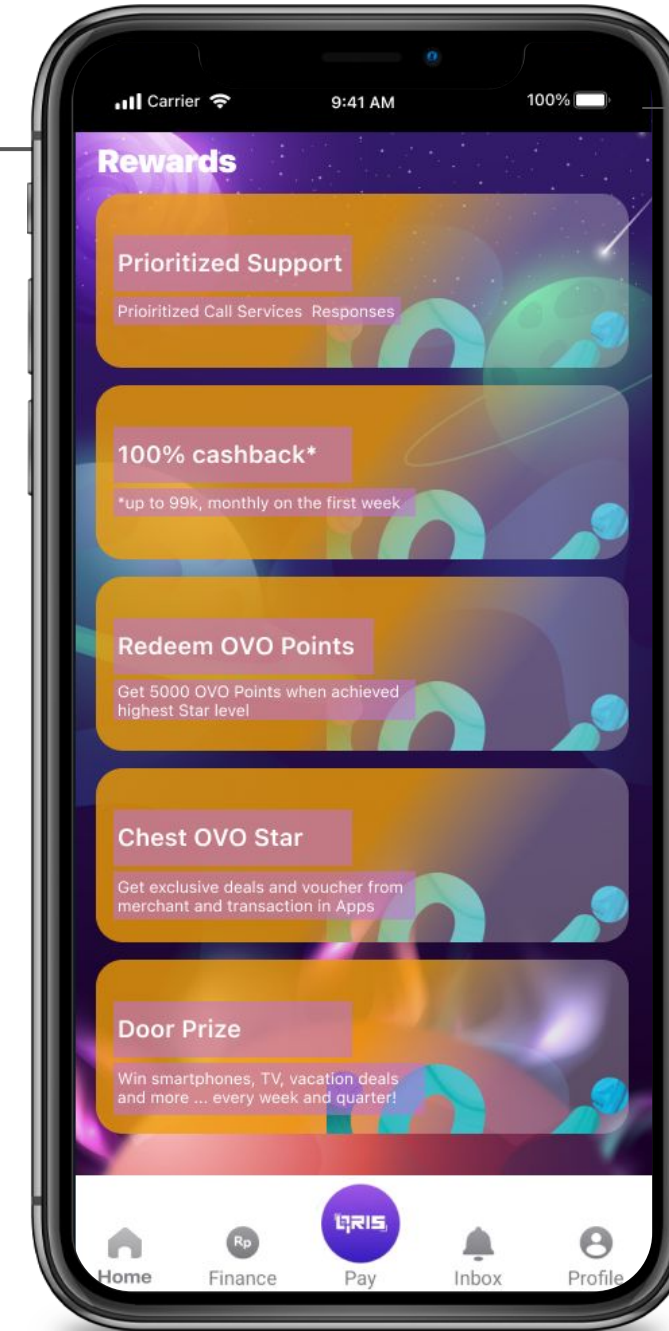 Carrier 9:41 AM 100%
Rewards
Prioritized Support
Prioiritized Call Services Responses
100% cashback*
*up to 99k, monthly on the first week
Redeem OVO Points
Get 5000 OVO Points when achieved
highest Star level
Chest OVO Star
Get exclusive deals and voucher from
merchant and transaction in Apps
Door Prize
Win smartphones, TV, vacation deals
and more ... every week and quarter!
Rp QRIS
Home Finance Pay Inbox Profile